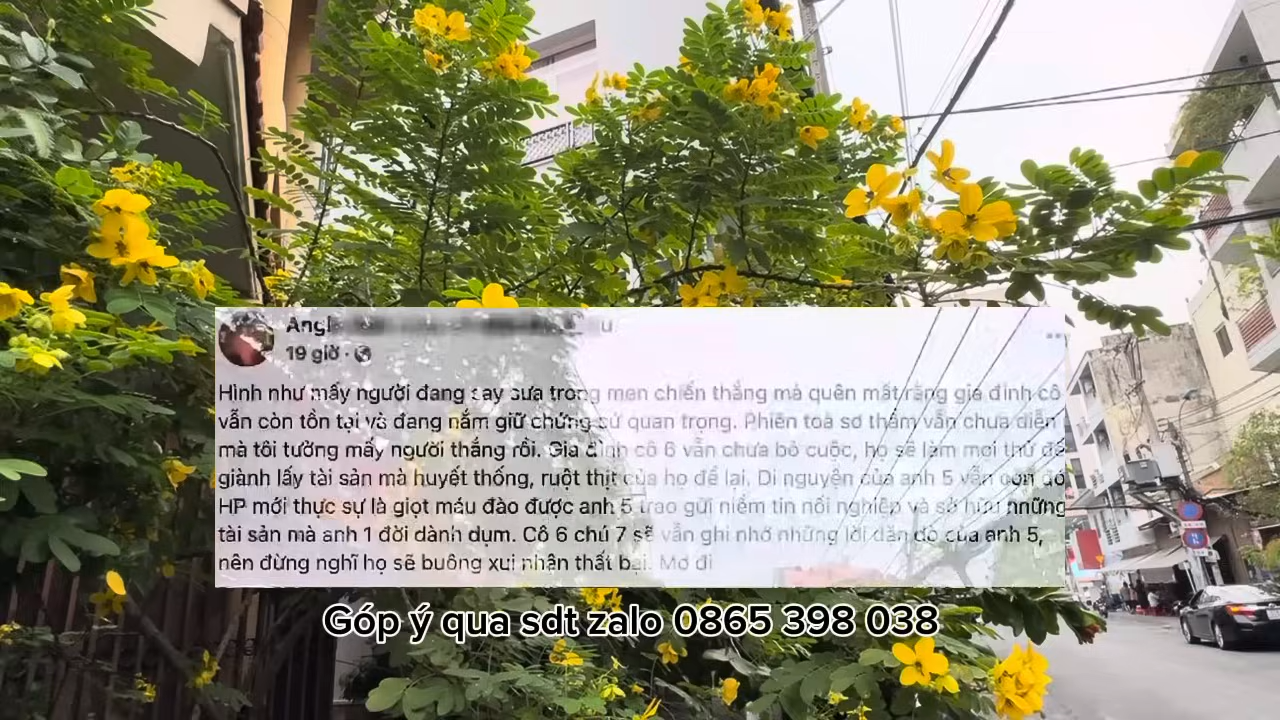 Angi
19 giờ
Hình như mấy người đang say sưa trong men chiến thắng mà quên mất rằng gia đình cô
vẫn còn tồn tại và đang nắm giữ chứng cứ quan trọng. Phiên toà sơ thẩm vẫn chưa diễn
mà tôi tưởng mấy người thắng rồi. Gia đình cô 6 vẫn chưa bỏ cuộc, họ sẽ làm mọi thứ để
giành lấy tài sản mà huyết thống, ruột thịt của họ để lại. Di nguyện của anh 5 vẫn còn đó
HP mới thực sự là giọt máu đào được anh 5 trao gửi niềm tin nối nghiệp và sở hữu những
tài sản mà anh 1 đời dành dụm. Cô 6 chú 7 sẽ vẫn ghi nhớ những lời dặn dò của anh 5,
nên đừng nghĩ họ sẽ buông xui nhận thất bại. Mơ đi
Góp ý qua sdt zalo 0865 398 038